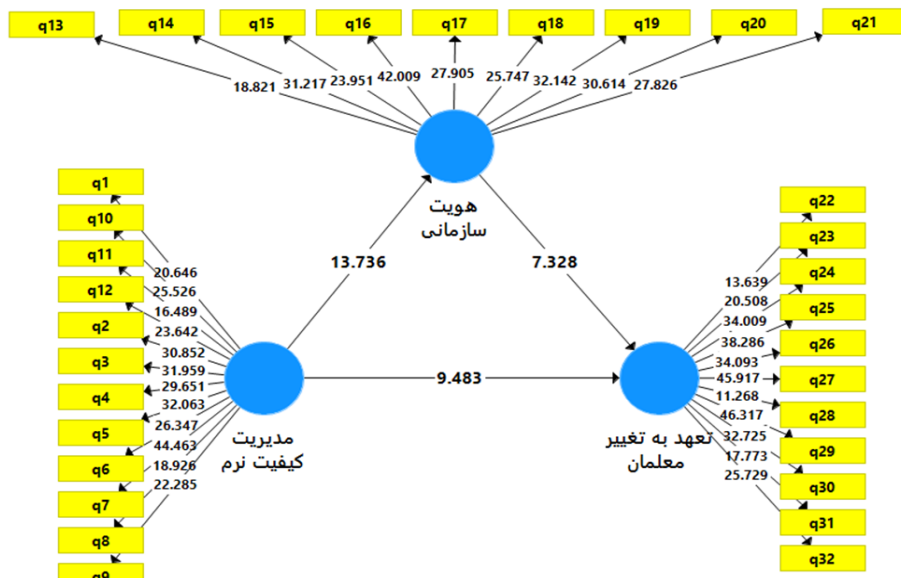 q13
q14
q15
q16
q17
q18
q19
q20
q21
18.821
31.217
23.951
42.009
27.905
25.747
32.142
30.614
27.826
هویت
سازمانی
13.736
7.328
9.483
q1
q10
q11
q12
q2
q3
q4
q5
q6
q7
q8
q9
20.646
25.526
16.489
23.642
30.852
31.959
29.651
32.063
26.347
44.463
18.926
22.285
مدیریت
کیفیت نرم
q22
q23
q24
q25
q26
q27
q28
q29
q30
q31
q32
13.639
20.508
34.009
38.286
34.093
45.917
11.268
46.317
32.725
17.773
25.729
تعهد به تغییر
معلمان